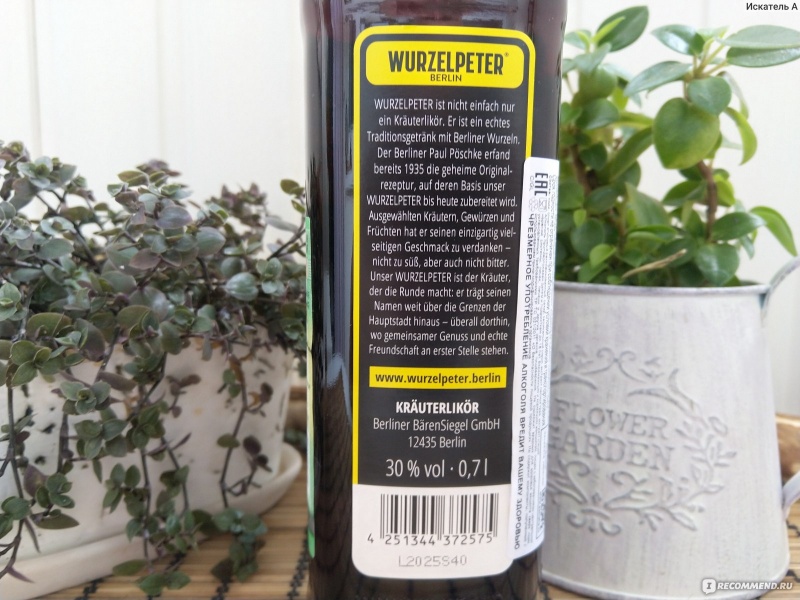 Искатель А
WURZELPETER®
BERLIN
WURZELPETER ist nicht einfach nur
ein Kräuterlikör. Er ist ein echtes
Traditionsgetränk mit Berliner Wurzeln.
Der Berliner Paul Pöschke erfand
bereits 1935 die geheime Original-
rezeptur, auf deren Basis unser
WURZELPETER bis heute zubereitet wird.
Ausgewählten Kräutern, Gewürzen und
Früchten hat er seinen einzigartig viel-
seitigen Geschmack zu verdanken –
nicht zu süß, aber auch nicht bitter.
Unser WURZELPETER ist der Kräuter,
der die Runde macht: er trägt seinen
Namen weit über die Grenzen der
Hauptstadt hinaus – überall dorthin,
wo gemeinsamer Genuss und echte
Freundschaft an erster Stelle stehen.
www.wurzelpeter.berlin
KRÄUTERLIKÖR
Berliner BärenSiegel GmbH
12435 Berlin
30 % vol · 0,7 l
4 251344 372575
L2025S40
EAC
ЧРЕЗМЕРНОЕ УПОТРЕБЛЕНИЕ АЛКОГОЛЯ ВРЕДИТ ВАШЕМУ ЗДОРОВЬЮ
FLOWER
GARDEN
IRECOMMEND.RU